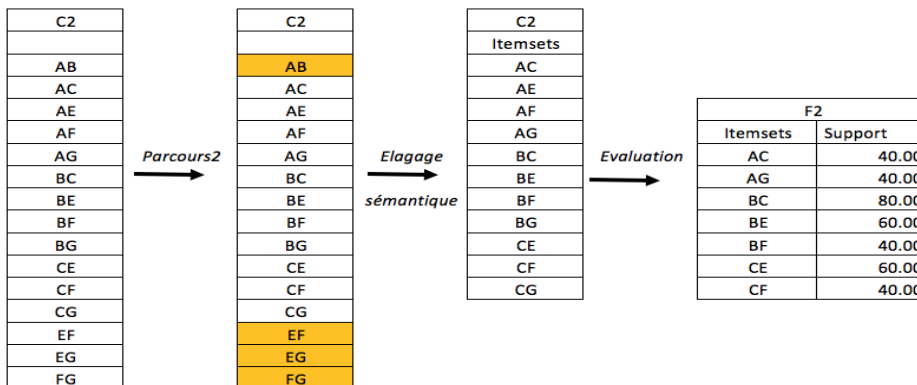 C2
AB
AC
AE
AF
AG
BC
BE
BF
BG
CE
CF
CG
EF
EG
FG
Parcours2
C2
AB
AC
AE
AF
AG
BC
BE
BF
BG
CE
CF
CG
EF
EG
FG
Elagage
sémantique
C2
Itemsets
AC
AE
AF
AG
BC
BE
BF
BG
CE
CF
CG
Evaluation
F2
Itemsets Support
AC 40.00
AG 40.00
BC 80.00
BE 60.00
BF 40.00
CE 60.00
CF 40.00